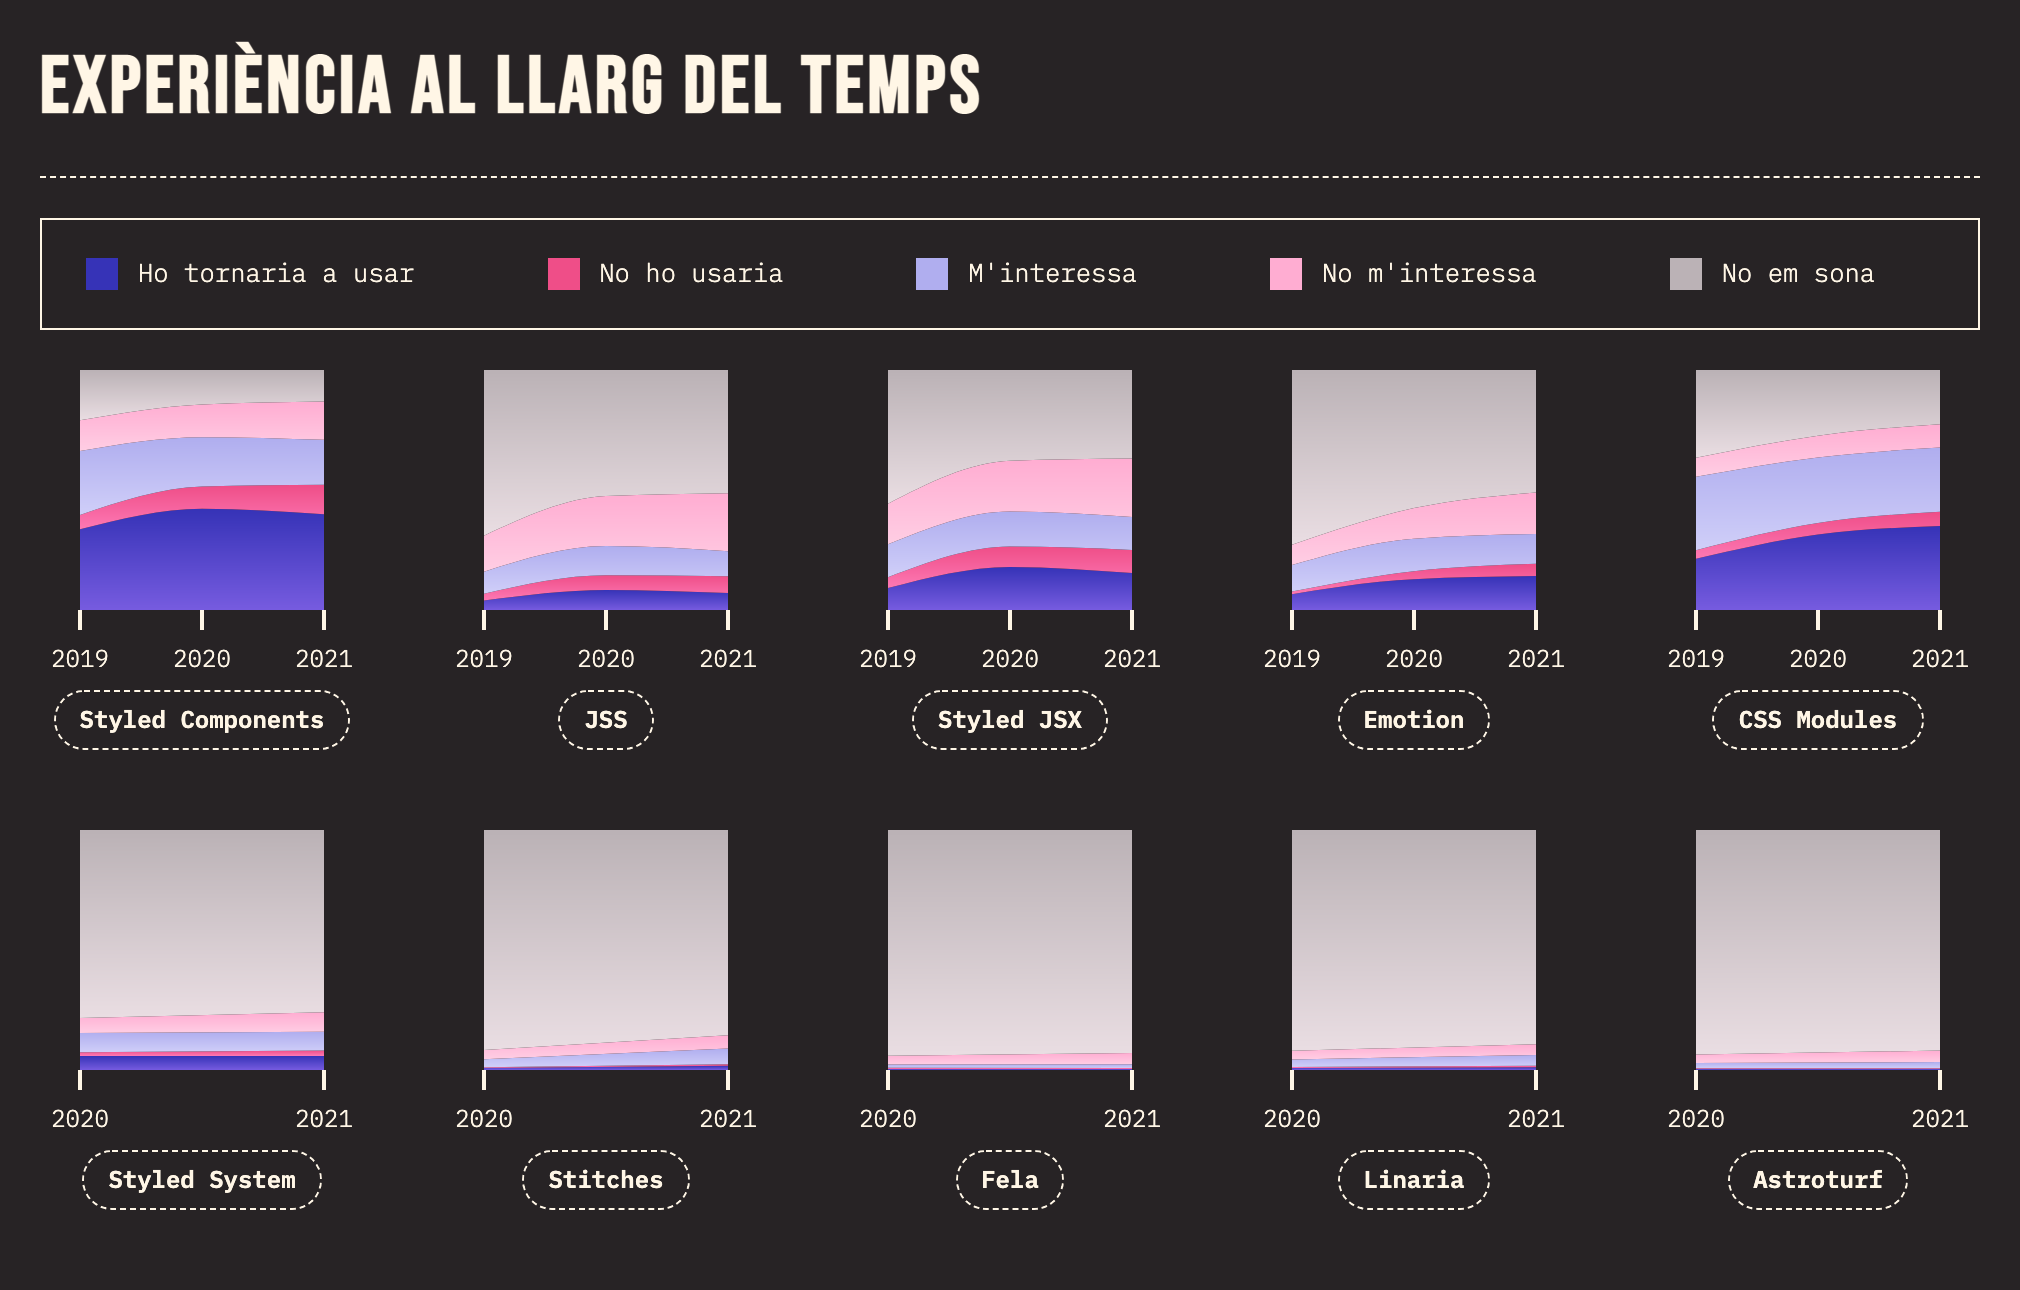 EXPERIÈNCIA AL LLARG DEL TEMPS
Ho tornaria a usar No ho usaria M'interessa No m'interessa No em sona
2019 2020 2021 2019 2020 2021 2019 2020 2021 2019 2020 2021 2019 2020 2021
Styled Components JSS Styled JSX Emotion CSS Modules
2020 2021 2020 2021 2020 2021 2020 2021 2020 2021
Styled System Stitches Fela Linaria Astroturf